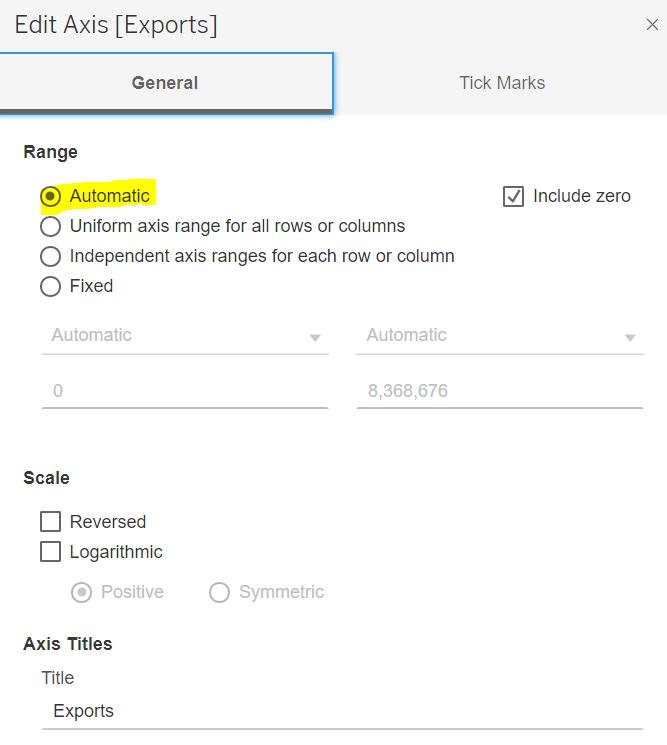 Edit Axis [Exports]
General
Tick Marks
Range
Automatic
Include zero
Uniform axis range for all rows or columns
Independent axis ranges for each row or column
Fixed
Automatic
Automatic
0
8,368,676
Scale
Reversed
Logarithmic
Positive
Symmetric
Axis Titles
Title
Exports